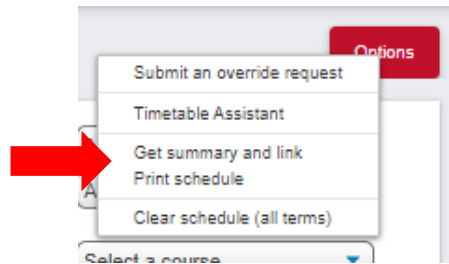 Options
Submit an override request
Timetable Assistant
Get summary and link
Print schedule
Clear schedule (all terms)
Select a course